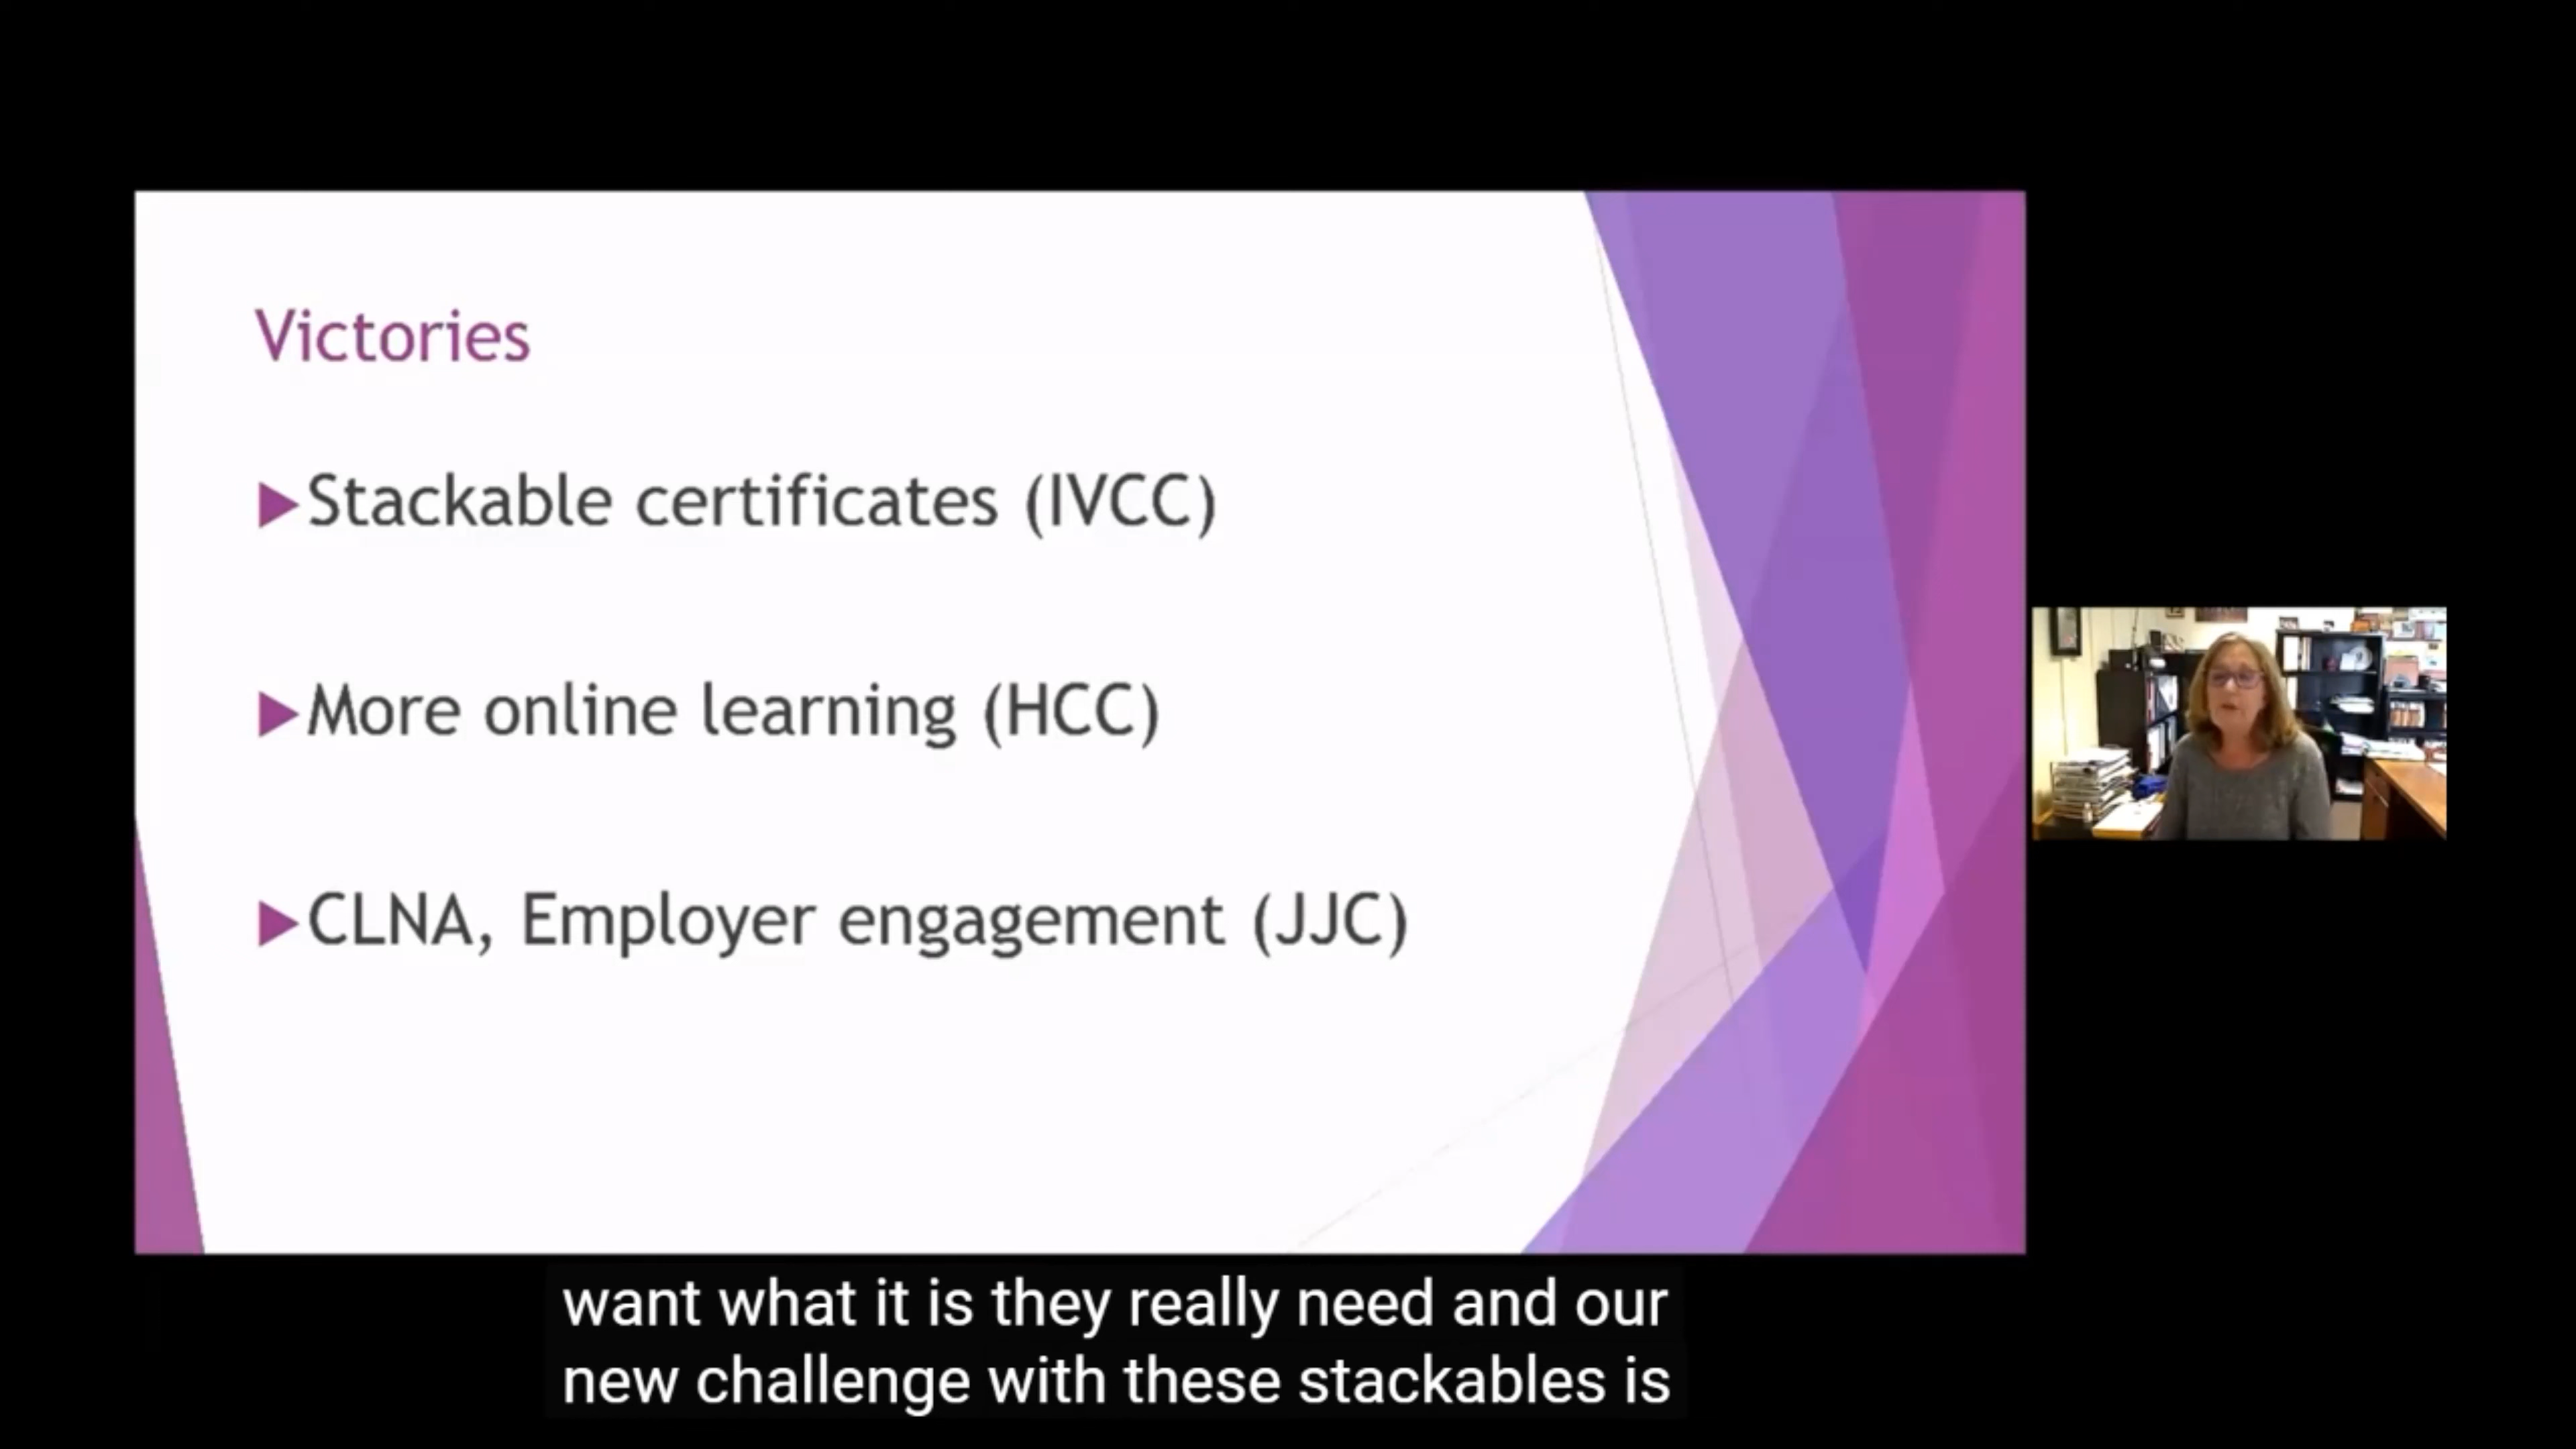 Victories
Stackable certificates (IVCC)
More online learning (HCC)
CLNA, Employer engagement (JJC)
want what it is they really need and our
new challenge with these stackables is